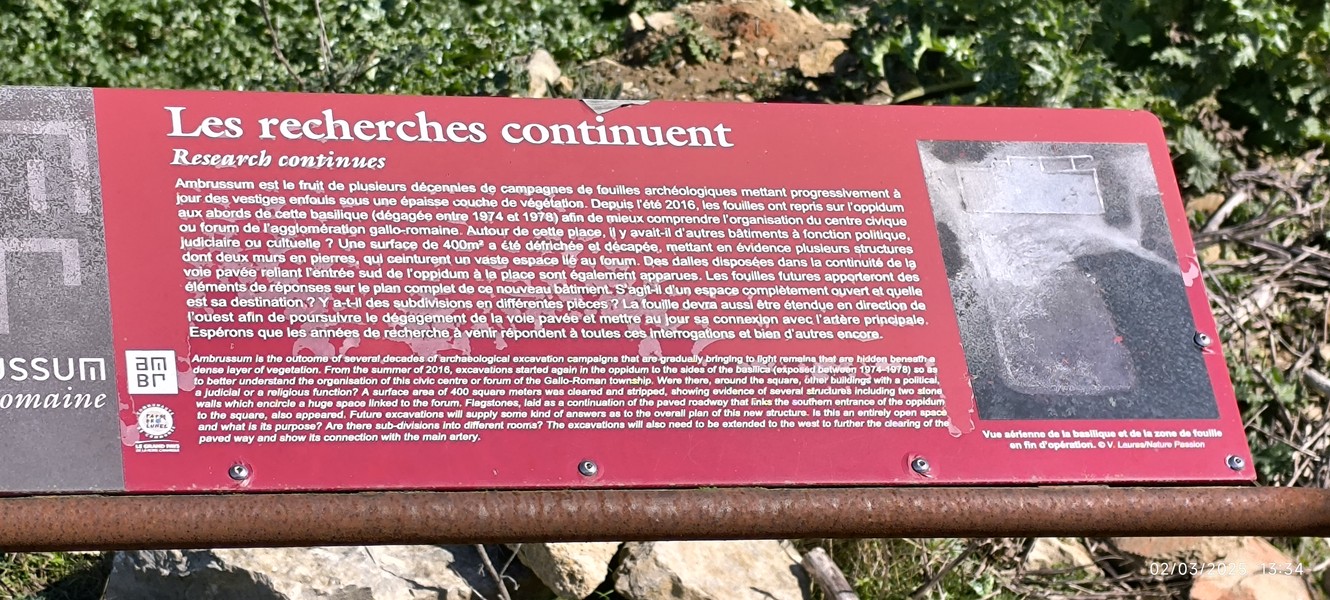 Les recherches continuent
Research continues
Ambrussum est le fruit de plusieurs décennies de campagnes de fouilles archéologiques mettant progressivement à
jour des vestiges enfouis sous une épaisse couche de végétation. Depuis l'été 2016, les fouilles ont repris sur l'oppidum
aux abords de cette basilique (dégagée entre 1974 et 1978) afin de mieux comprendre l'organisation du centre civique
ou forum de l'agglomération gallo-romaine. Autour de cette place, il y avait-il d'autres bâtiments à fonction politique,
judiciaire ou cultuelle ? Une surface de 400m² a été défrichée et décapée, mettant en évidence plusieurs structures
dont deux murs en pierres, qui ceinturent un vaste espace lié au forum. Des dalles disposées dans la continuité de la
voie pavée reliant l'entrée sud de l'oppidum à la place sont également apparues. Les fouilles futures apporteront des
éléments de réponses sur le plan complet de ce nouveau bâtiment. S'agit-il d'un espace complètement ouvert et quelle
est sa destination ? Y a-t-il des subdivisions en différentes pièces ? La fouille devra aussi être étendue en direction de
l'ouest afin de poursuivre le dégagement de la voie pavée et mettre au jour sa connexion avec l'artère principale.
Espérons que les années de recherche à venir répondent à toutes ces interrogations et bien d'autres encore.
Ambrussum is the outcome of several decades of archaeological excavation campaigns that are gradually bringing to light remains that are hidden beneath a
dense layer of vegetation. From the summer of 2016, excavations started again in the oppidum to the sides of the basilica (exposed between 1974-1978) so as
to better understand the organisation of this civic centre or forum of the Gallo-Roman township. Were there, around the square, other buildings with a political,
a judicial or a religious function? A surface area of 400 square meters was cleared and stripped, showing evidence of several structures including two stone
walls which encircle a huge space linked to the forum. Flagstones, laid as a continuation of the paved roadway that links the southern entrance of the oppidum
to the square, also appeared. Future excavations will supply some kind of answers as to the overall plan of this new structure. Is this an entirely open space
and what is its purpose? Are there sub-divisions into different rooms? The excavations will also need to be extended to the west to further the clearing of the
paved way and show its connection with the main artery.
Vue aérienne de la basilique et de la zone de fouille
en fin d'opération. © V. Lauras/Nature Passion
USSUM
omaine
am
br
LE GRAND PAYS
13:34